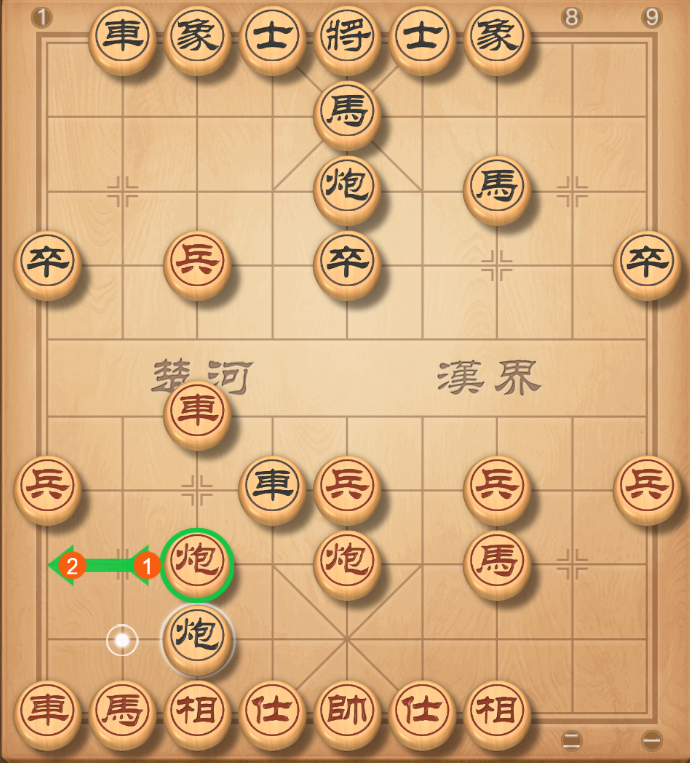 1 8 9
車 象 士 將 士 象
馬
炮 馬
卒 兵 卒 卒
楚河 漢界
車
兵 車 兵 兵 兵
2 1 炮 炮 馬
炮
車 馬 相 仕 帥 仕 相
二 一